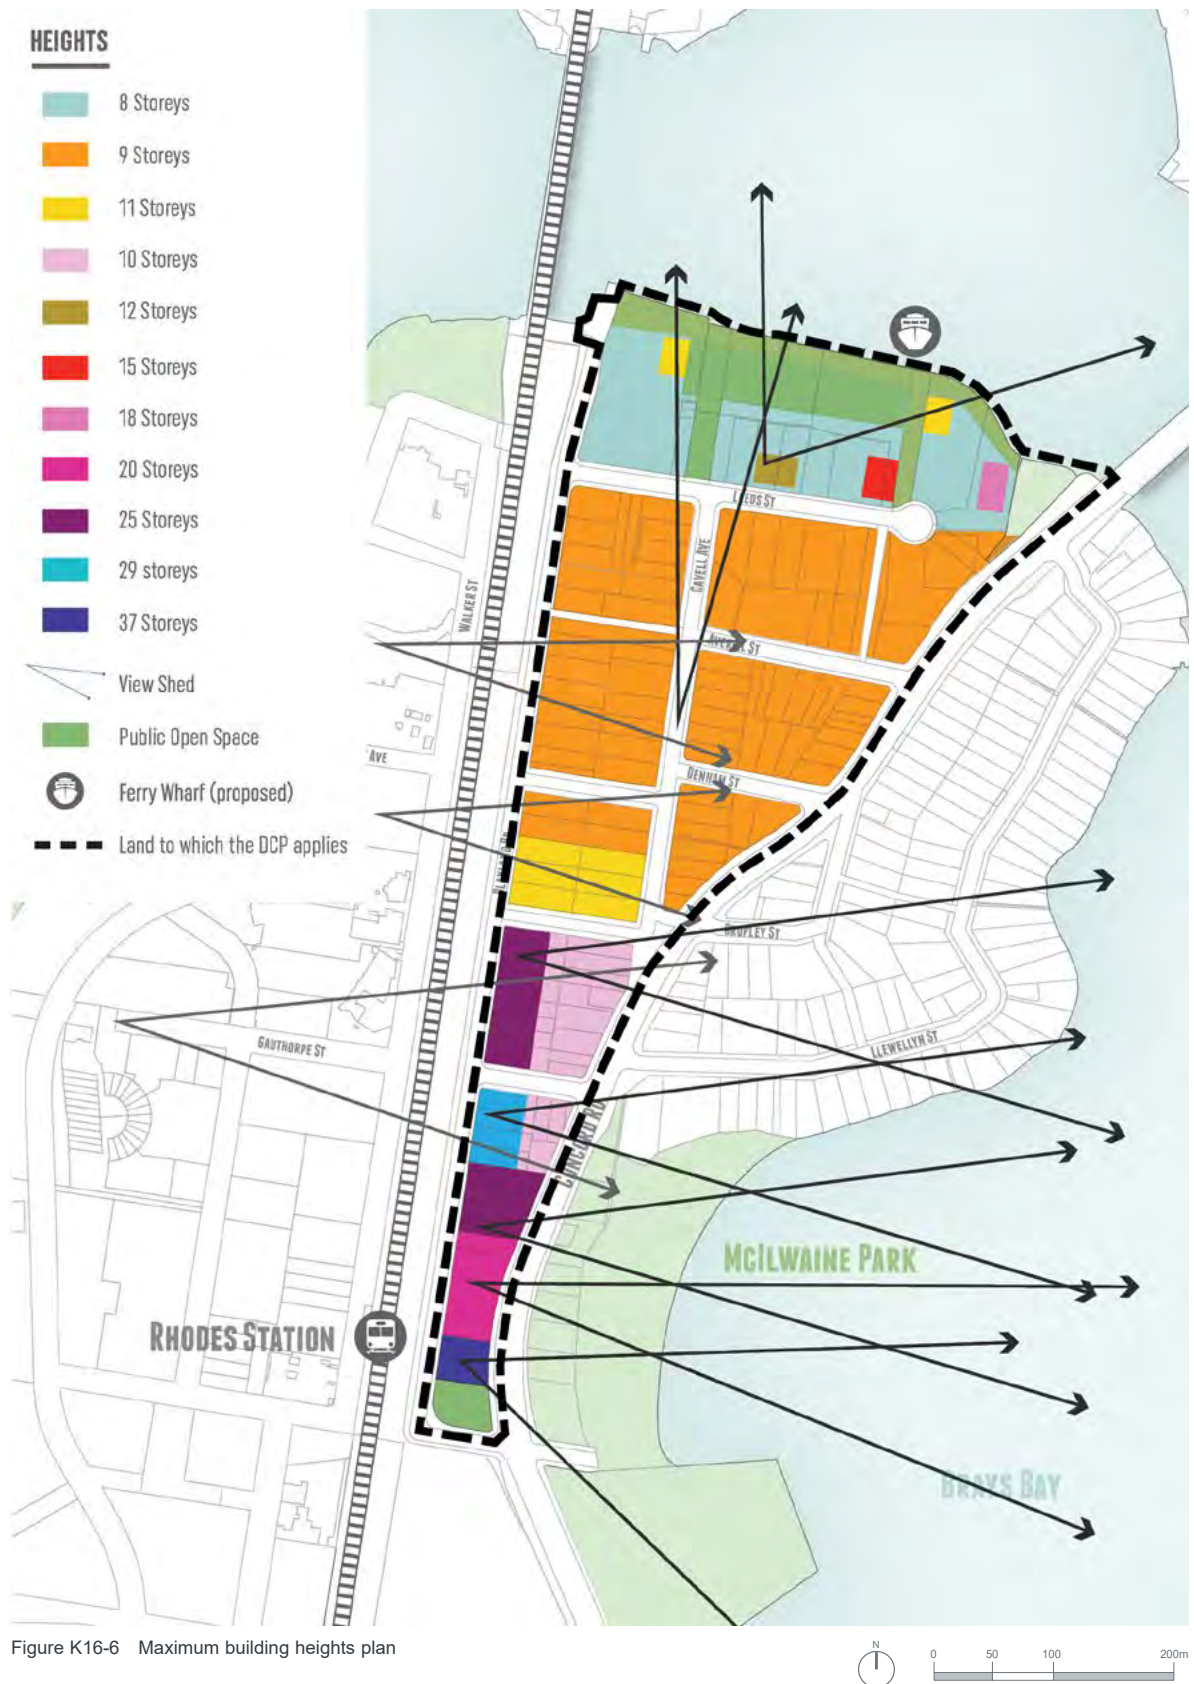 HEIGHTS
8 Storeys
9 Storeys
11 Storeys
10 Storeys
12 Storeys
15 Storeys
18 Storeys
20 Storeys
25 Storeys
29 storeys
37 Storeys
View Shed
Public Open Space
Ferry Wharf (proposed)
Land to which the DCP applies
LEEDS ST
CAVELL AVE
WALKER ST
ST
AVE
DENHAM ST
GAUTHORPE ST
LLEWELLYN ST
CONCORD RD
MCILWAINE PARK
RHODES STATION
BRAYS BAY
Figure K16-6 Maximum building heights plan
N
0 50 100 200m